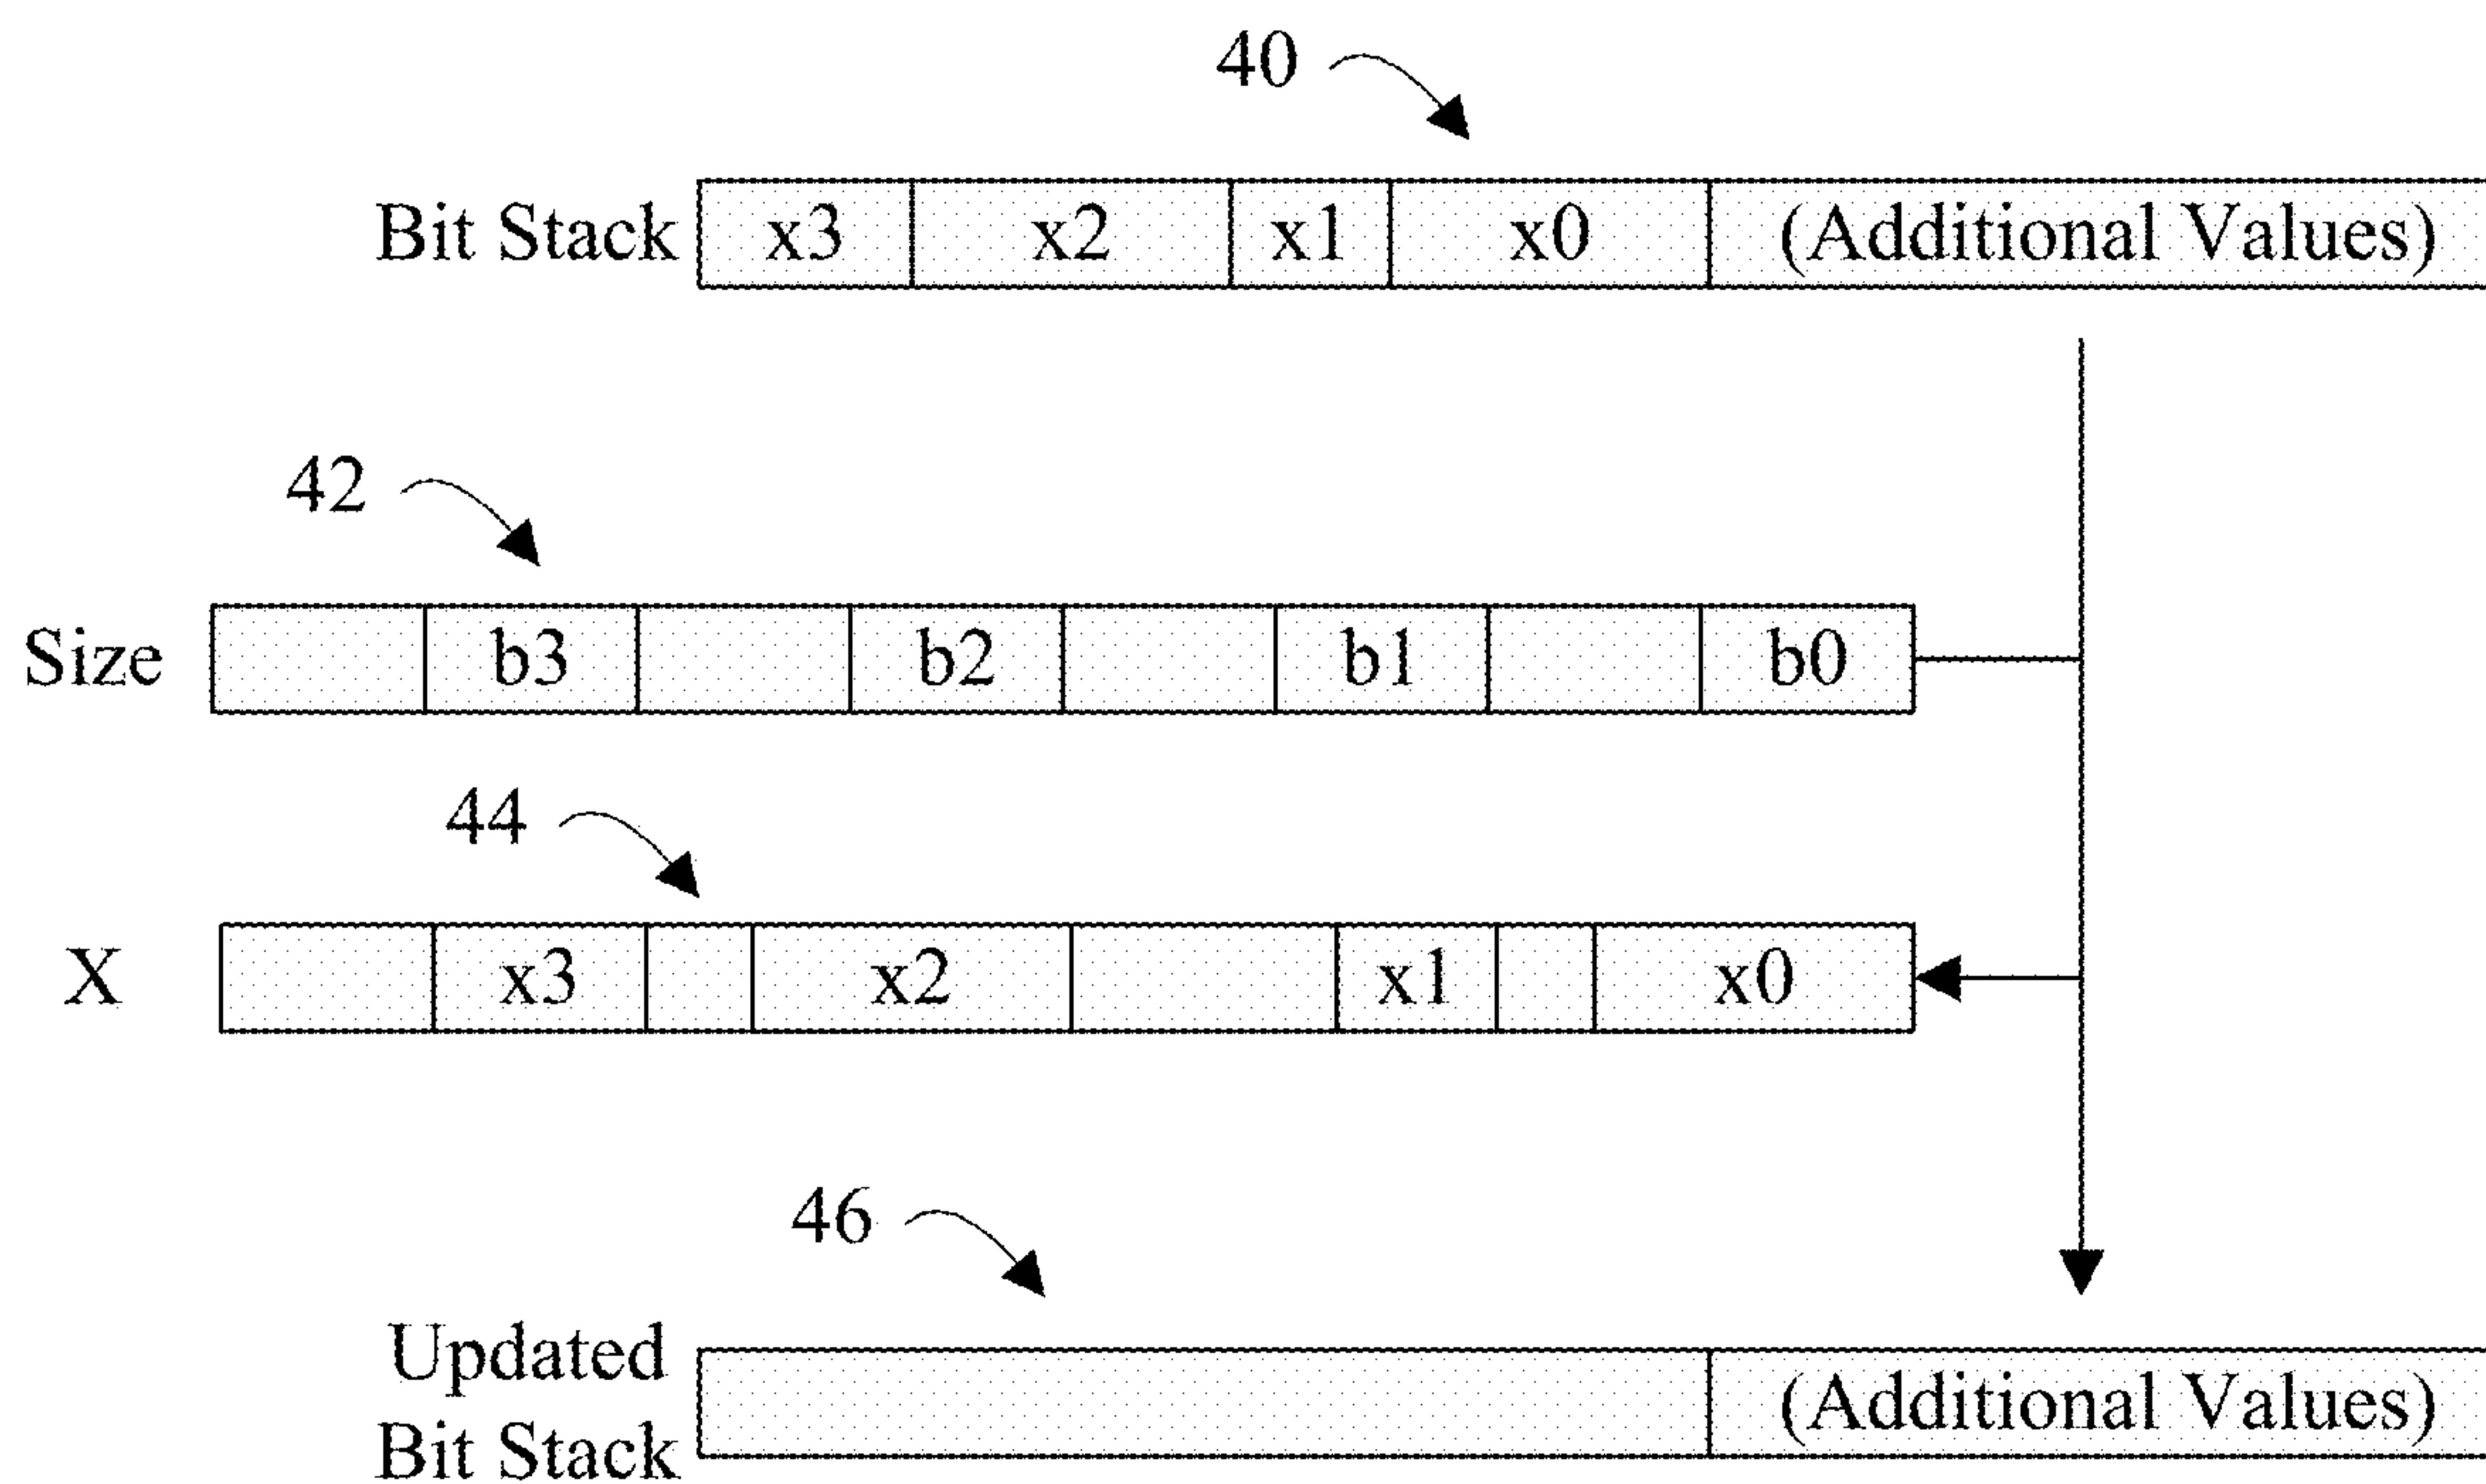 40
Bit Stack x3 x2 x1 x0 (Additional Values)
42
Size b3 b2 b1 b0
44
X x3 x2 x1 x0
46
Updated
Bit Stack (Additional Values)